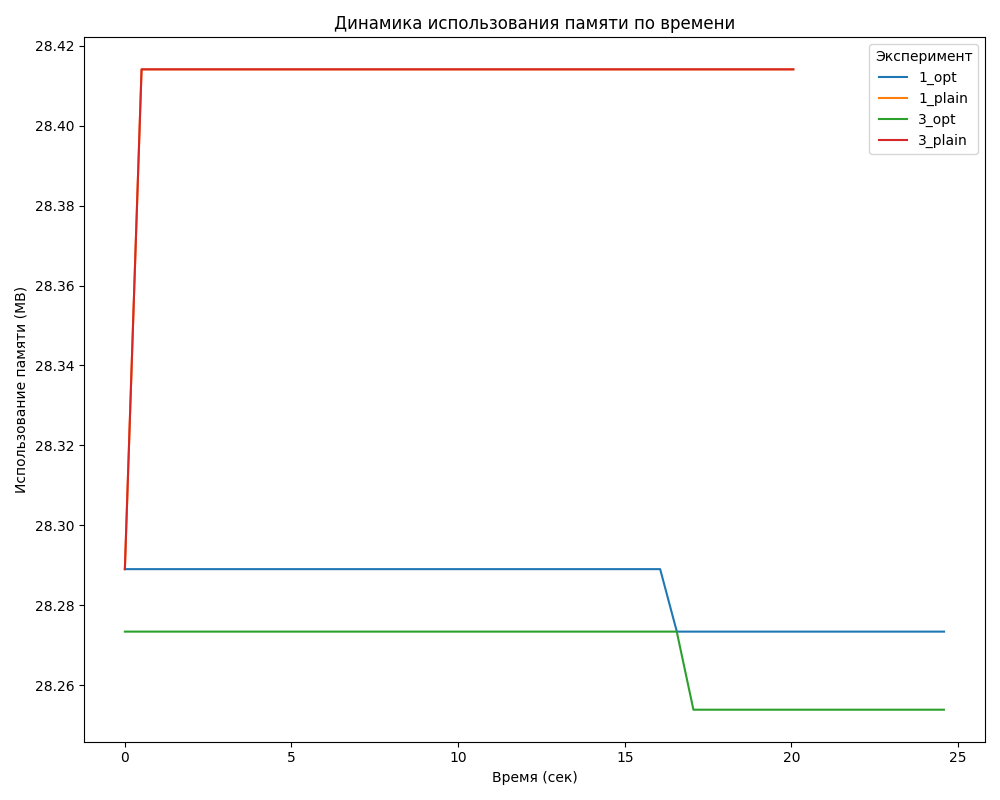 Динамика использования памяти по времени
Эксперимент
1_opt
1_plain
3_opt
3_plain
Использование памяти (MB)
28.42
28.40
28.38
28.36
28.34
28.32
28.30
28.28
28.26
0 5 10 15 20 25
Время (сек)